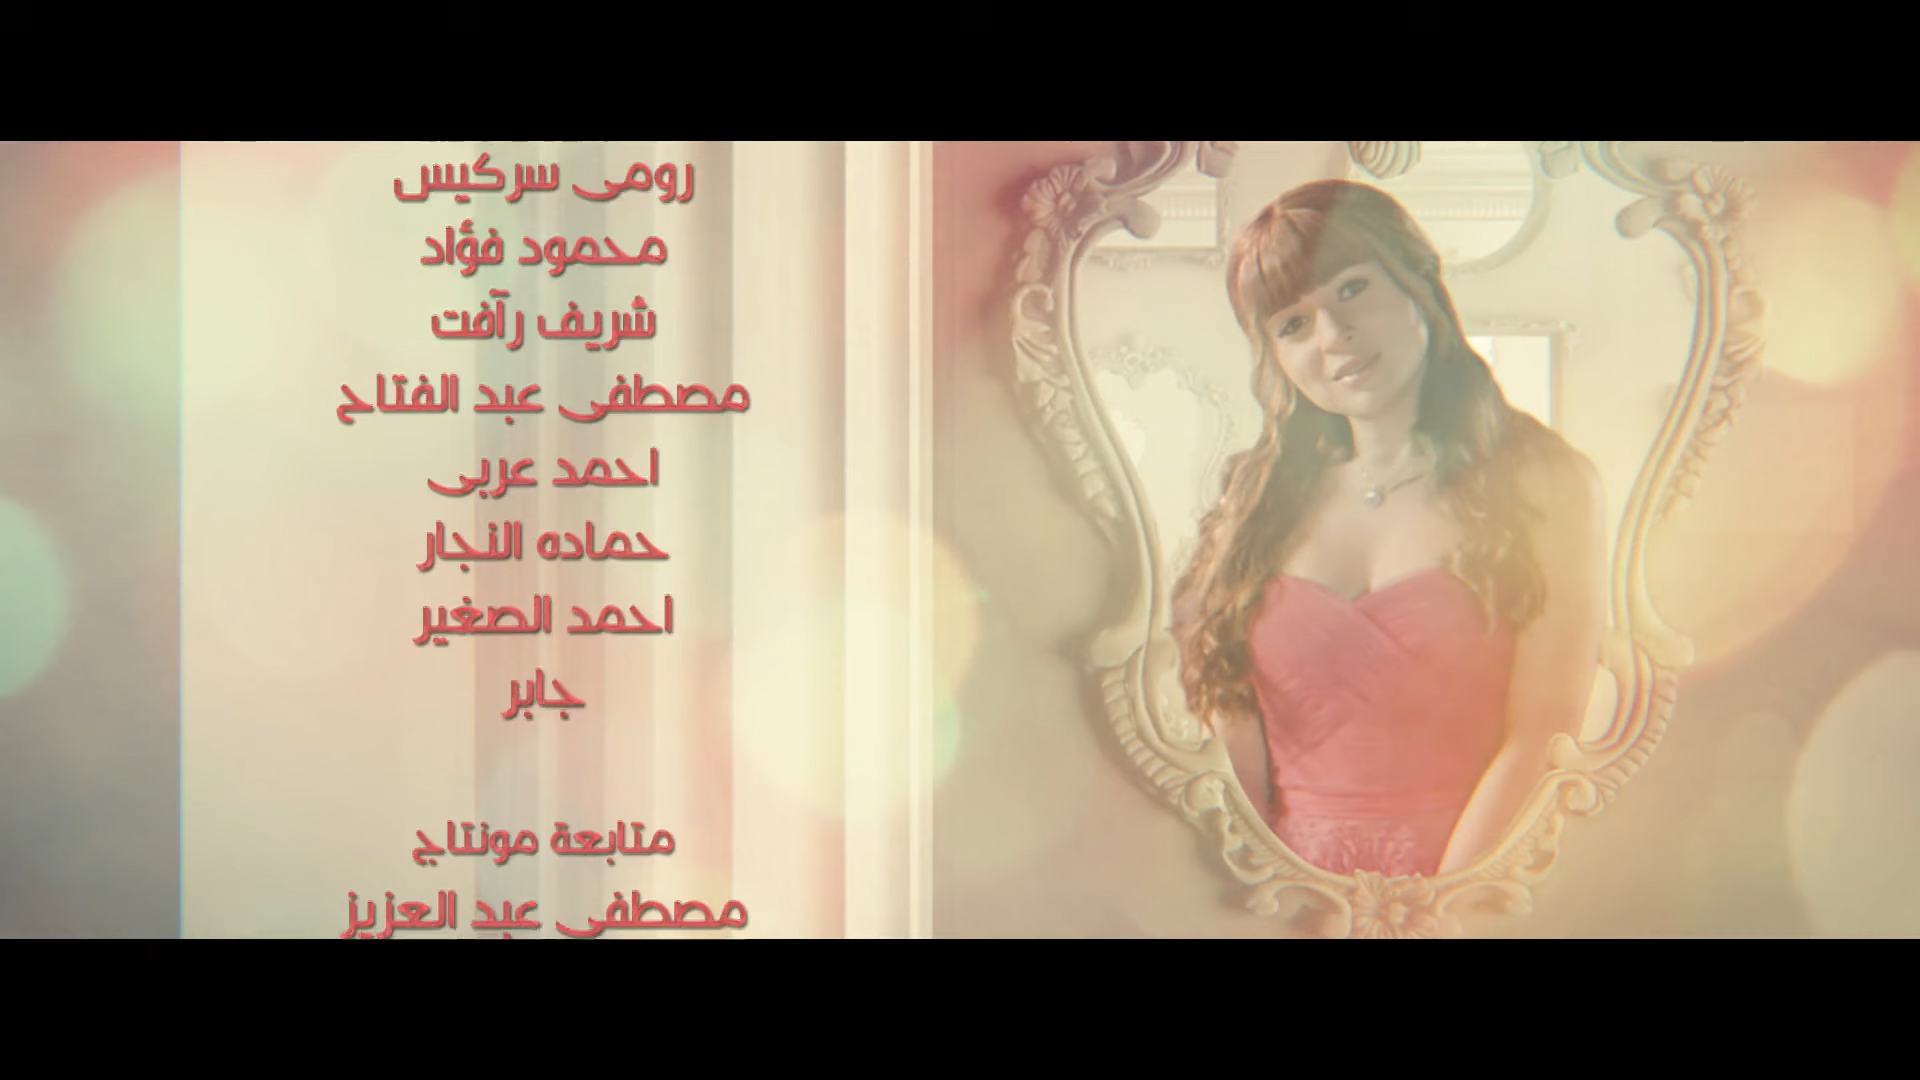 رومى سركيس
محمود فؤاد
شريف رآفت
مصطفى عبد الفتاح
احمد عربى
حماده النجار
احمد الصغير
جابر
متابعة مونتاج
مصطفى عبد العزيز